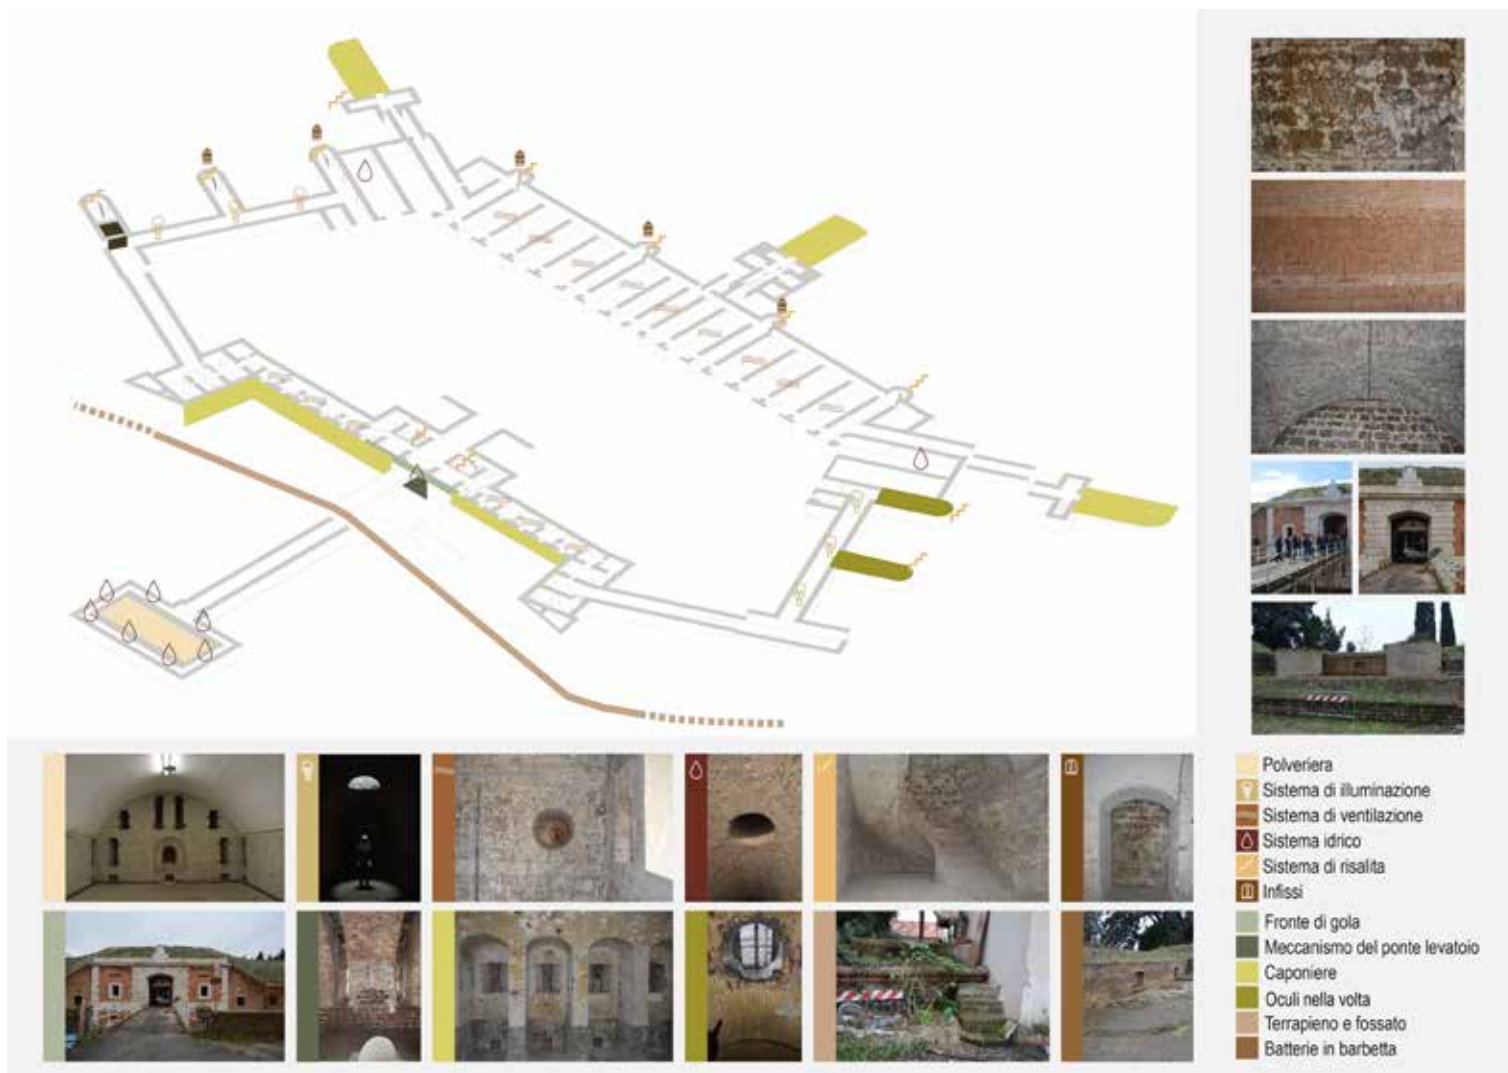 Polveriera
Sistema di illuminazione
Sistema di ventilazione
Sistema idrico
Sistema di risalita
Infissi
Fronte di gola
Meccanismo del ponte levatoio
Caponiere
Oculi nella volta
Terrapieno e fossato
Batterie in barbetta